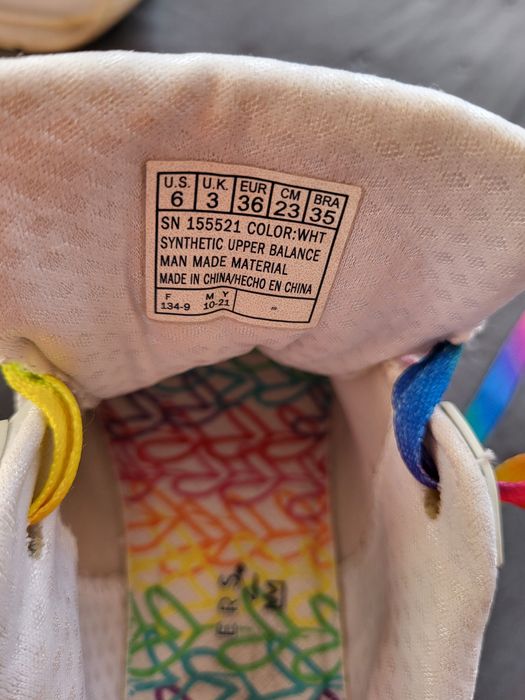 U.S. U.K. EUR CM BRA
6 3 36 23 35
SN 155521 COLOR:WHT
SYNTHETIC UPPER BALANCE
MAN MADE MATERIAL
MADE IN CHINA/HECHO EN CHINA
F M Y
134-9 10-21
ERS